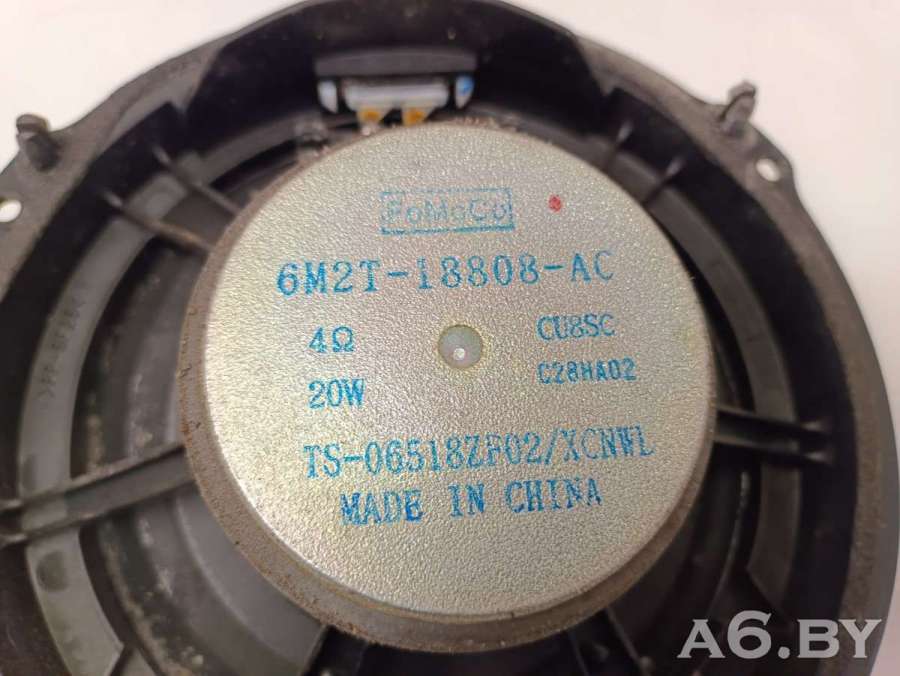 FoMoCo
6M2T-18808-AC
4Ω
CU8SC
20W
C28HA02
TS-06518ZF02/XCNWL
MADE IN CHINA
A6.BY